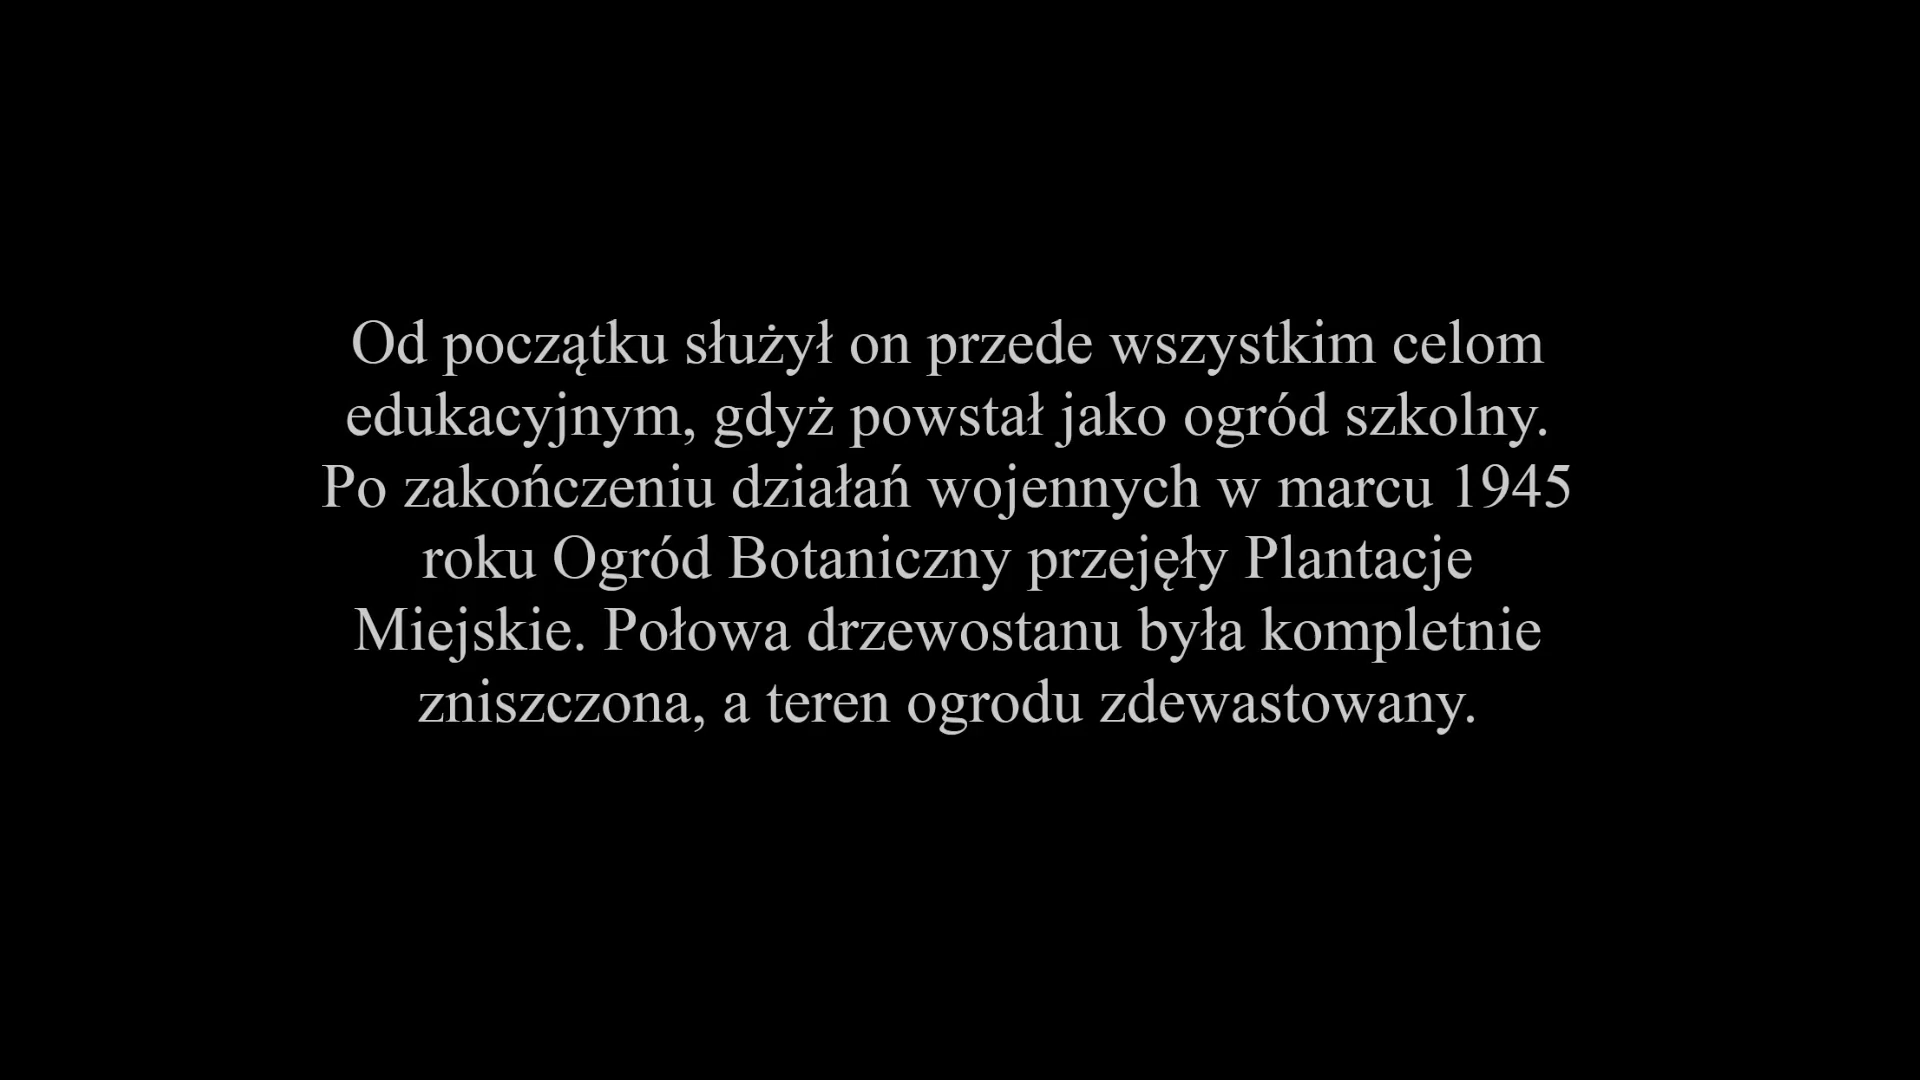 Od początku służył on przede wszystkim celom
edukacyjnym, gdyż powstał jako ogród szkolny.
Po zakończeniu działań wojennych w marcu 1945
roku Ogród Botaniczny przejęły Plantacje
Miejskie. Połowa drzewostanu była kompletnie
zniszczona, a teren ogrodu zdewastowany.